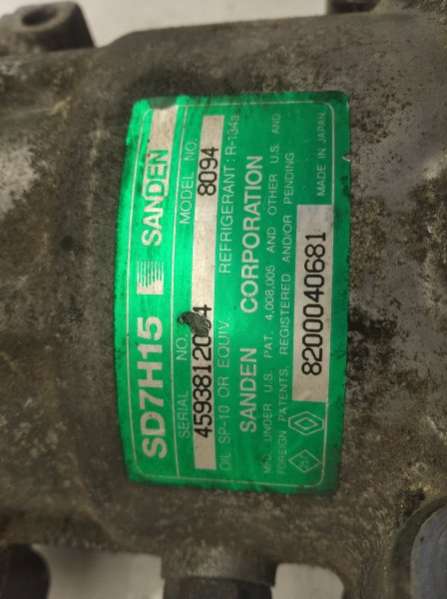 SD7H15 SANDEN
SERIAL NO. MODEL NO.
8094
OIL SP-10 OR EQUIV. REFRIGERANT: R-134a
SANDEN CORPORATION
UNDER U.S. PAT. 4,008,005 AND OTHER U.S. AND
FOREIGN PATENTS, REGISTERED AND/OR PENDING
8200040681 MADE IN JAPAN